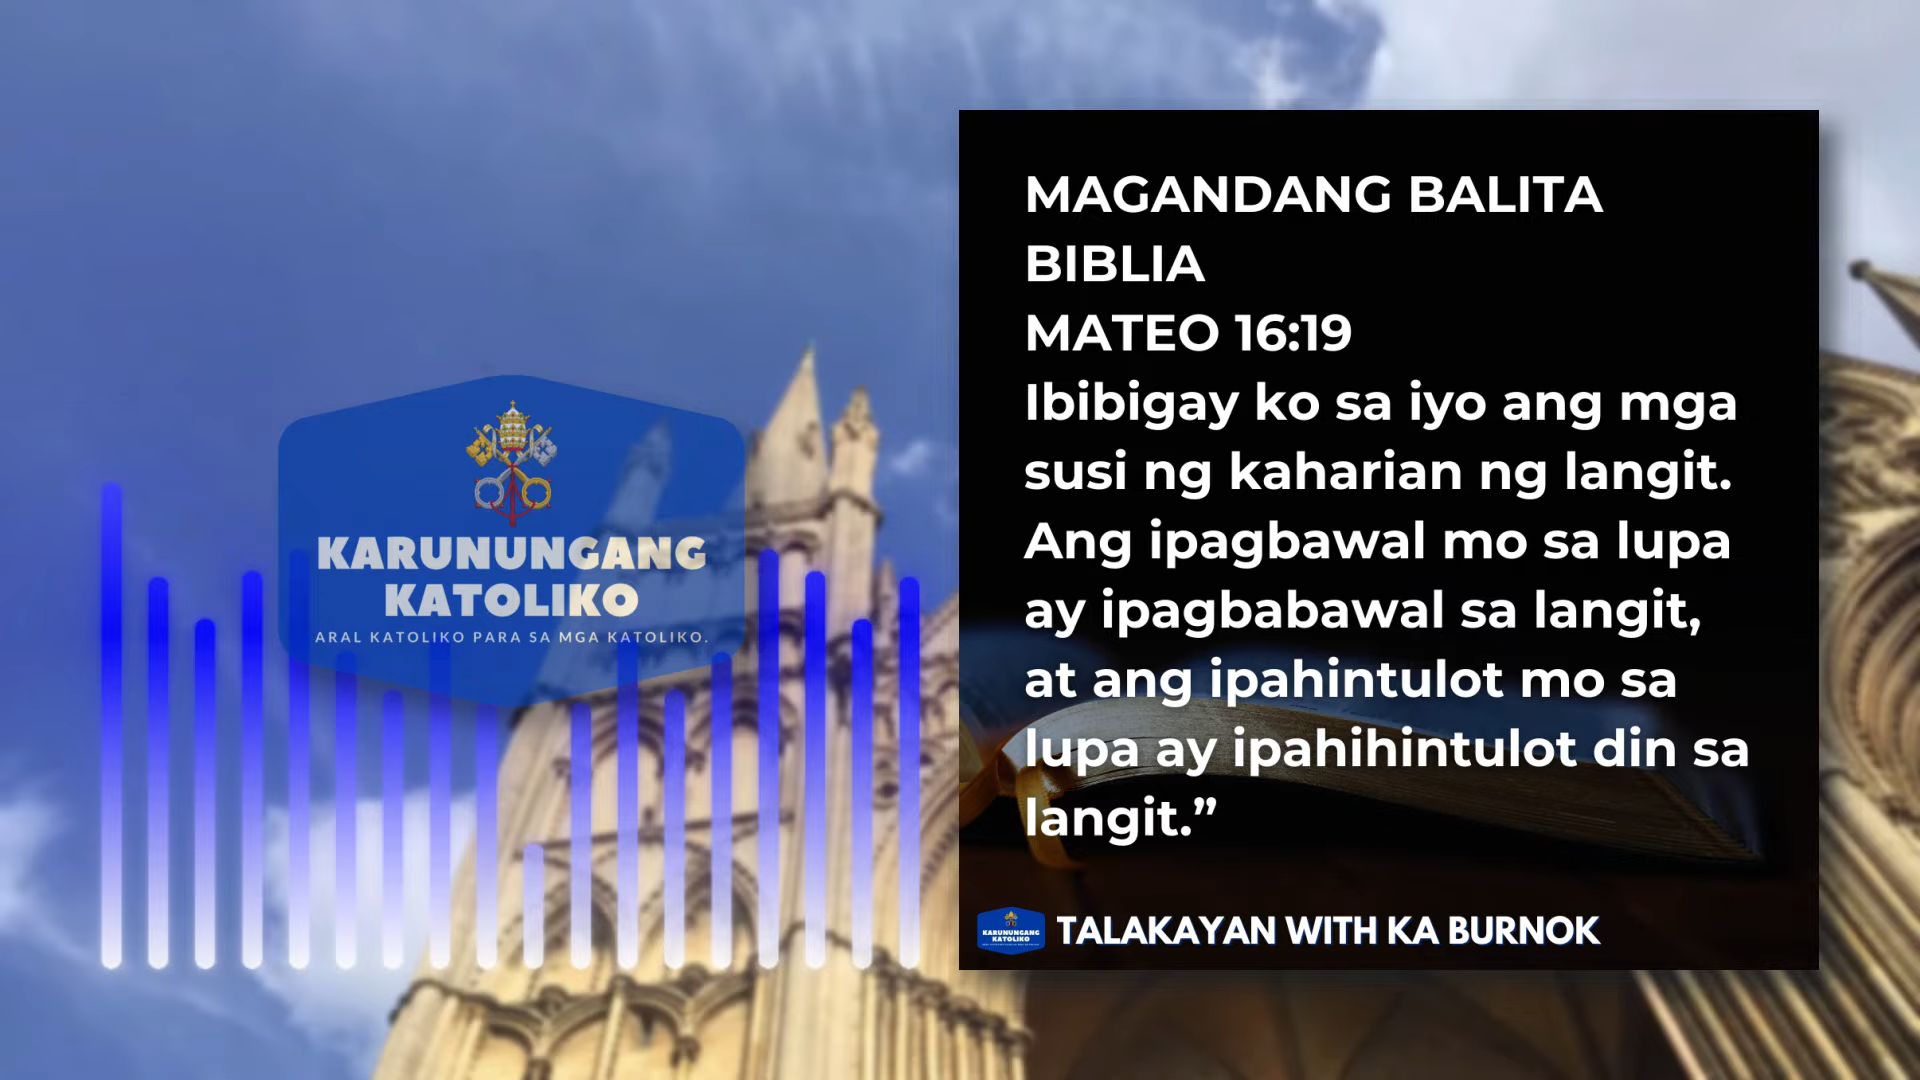 KARUNUNGANG
KATOLIKO
ARAL KATOLIKO PARA SA MGA KATOLIKO.
MAGANDANG BALITA
BIBLIA
MATEO 16:19
Ibibigay ko sa iyo ang mga
susi ng kaharian ng langit.
Ang ipagbawal mo sa lupa
ay ipagbabawal sa langit,
at ang ipahintulot mo sa
lupa ay ipahihintulot din sa
langit.”
KARUNUNGANG
KATOLIKO
TALAKAYAN WITH KA BURNOK